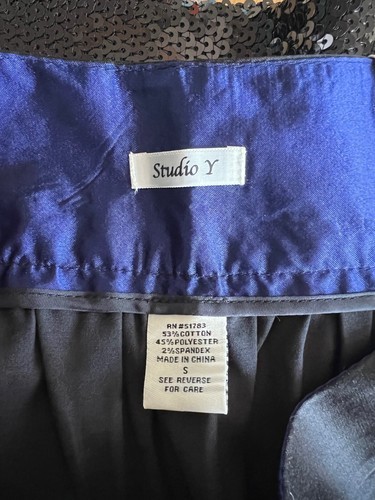 Studio Y
RN #51783
53%COTTON
45%POLYESTER
2%SPANDEX
MADE IN CHINA
S
SEE REVERSE
FOR CARE